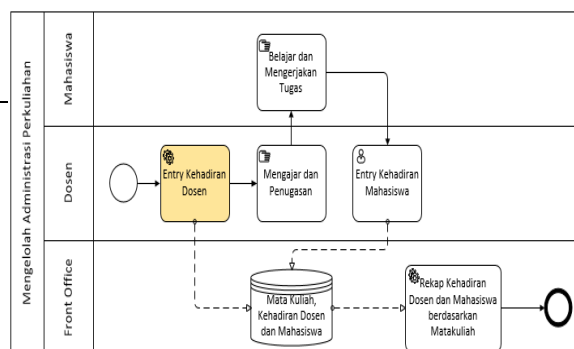 Mengelolah Administrasi Perkuliahan
Mahasiswa
Belajar dan
Mengerjakan
Tugas
Dosen
Entry Kehadiran
Dosen
Mengajar dan
Penugasan
Entry Kehadiran
Mahasiswa
Front Office
Mata Kuliah,
Kehadiran Dosen
dan Mahasiswa
Rekap Kehadiran
Dosen dan Mahasiswa
berdasarkan
Matakuliah